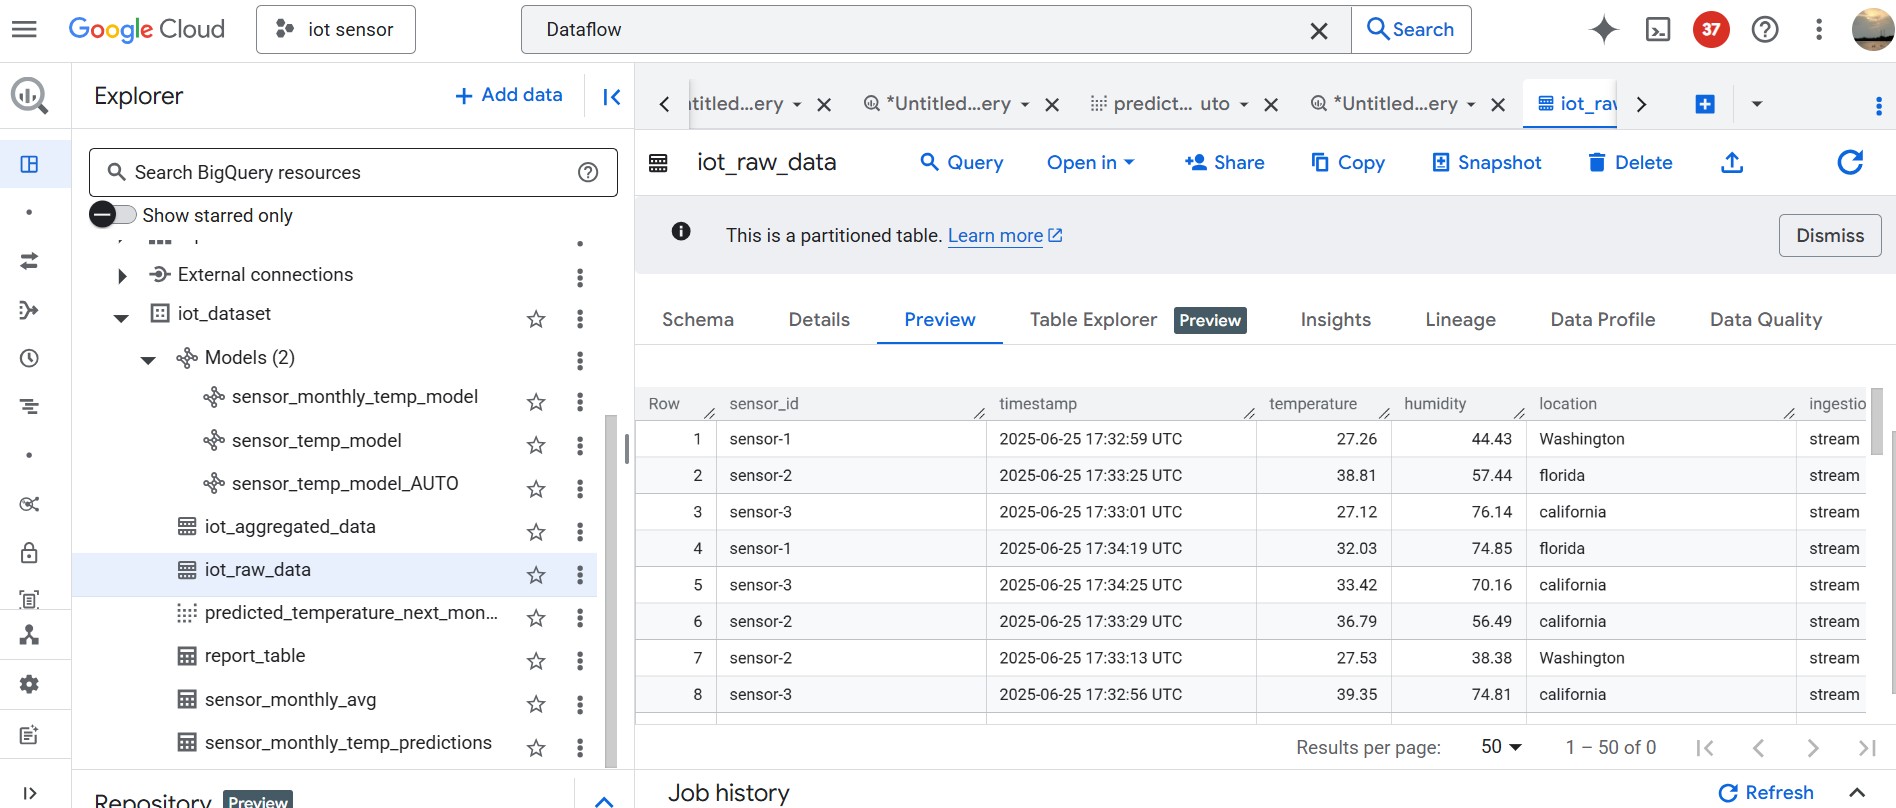 Google Cloud
iot sensor
Dataflow
Search
37
Explorer
Add data
Search BigQuery resources
Show starred only
External connections
iot_dataset
Models (2)
sensor_monthly_temp_model
sensor_temp_model
sensor_temp_model_AUTO
iot_aggregated_data
iot_raw_data
predicted_temperature_next_mon...
report_table
sensor_monthly_avg
sensor_monthly_temp_predictions
Repository Preview
ntitled...ery
*Untitled...ery
predict... uto
*Untitled...ery
iot_raw
iot_raw_data
Query
Open in
Share
Copy
Snapshot
Delete
This is a partitioned table. Learn more
Dismiss
Schema Details Preview Table Explorer Preview Insights Lineage Data Profile Data Quality
Row sensor_id timestamp temperature humidity location ingestio
1 sensor-1 2025-06-25 17:32:59 UTC 27.26 44.43 Washington stream
2 sensor-2 2025-06-25 17:33:25 UTC 38.81 57.44 florida stream
3 sensor-3 2025-06-25 17:33:01 UTC 27.12 76.14 california stream
4 sensor-1 2025-06-25 17:34:19 UTC 32.03 74.85 florida stream
5 sensor-3 2025-06-25 17:34:25 UTC 33.42 70.16 california stream
6 sensor-2 2025-06-25 17:33:29 UTC 36.79 56.49 california stream
7 sensor-2 2025-06-25 17:33:13 UTC 27.53 38.38 Washington stream
8 sensor-3 2025-06-25 17:32:56 UTC 39.35 74.81 california stream
Results per page: 50 1 – 50 of 0
Job history
Refresh